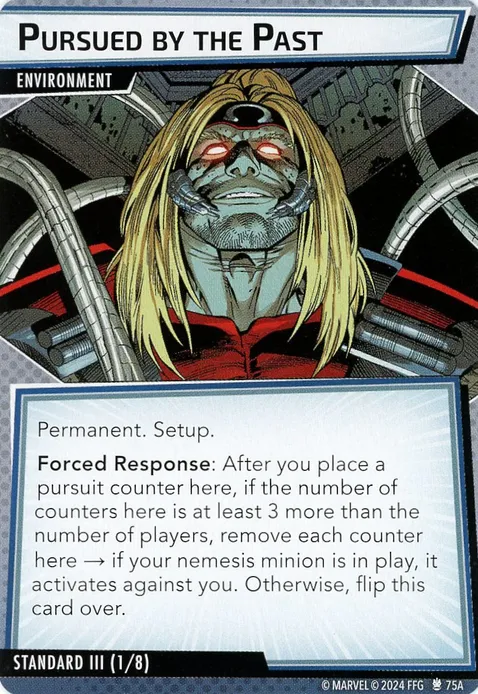 PURSUED BY THE PAST
ENVIRONMENT
Permanent. Setup.
Forced Response: After you place a
pursuit counter here, if the number of
counters here is at least 3 more than the
number of players, remove each counter
here → if your nemesis minion is in play, it
activates against you. Otherwise, flip this
card over.
STANDARD III (1/8)
© MARVEL © 2024 FFG 75A